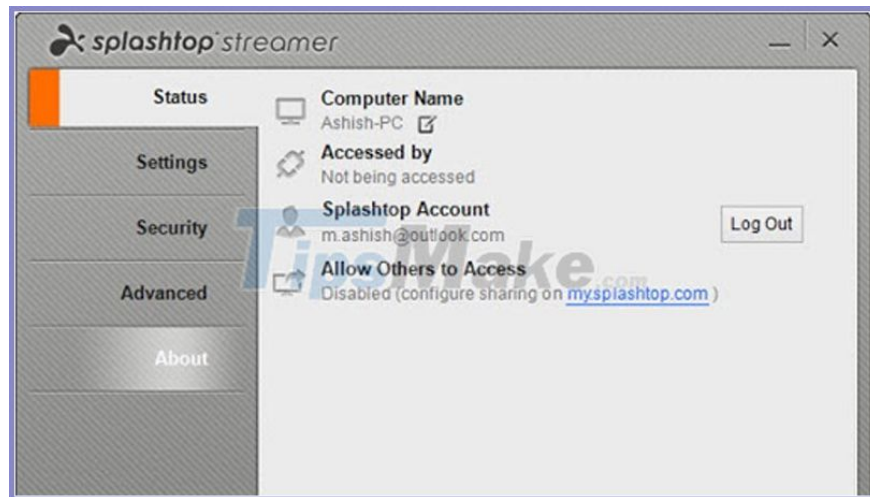 splashtop streamer
Status
Settings
Security
Advanced
About
Computer Name
Ashish-PC
Accessed by
Not being accessed
Splashtop Account
m.ashish@outlook.com
Log Out
Allow Others to Access
Disabled (configure sharing on my.splashtop.com )
TipsMake.com